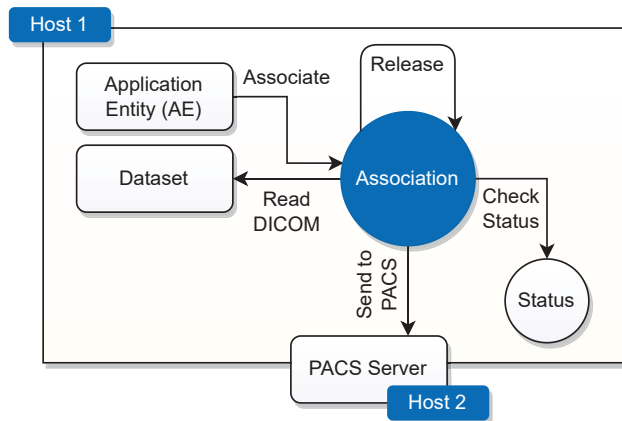 Host 1
Release
Associate
Application
Entity (AE)
Association
Dataset
Read
DICOM
Check
Status
Send to
PACS
Status
PACS Server
Host 2